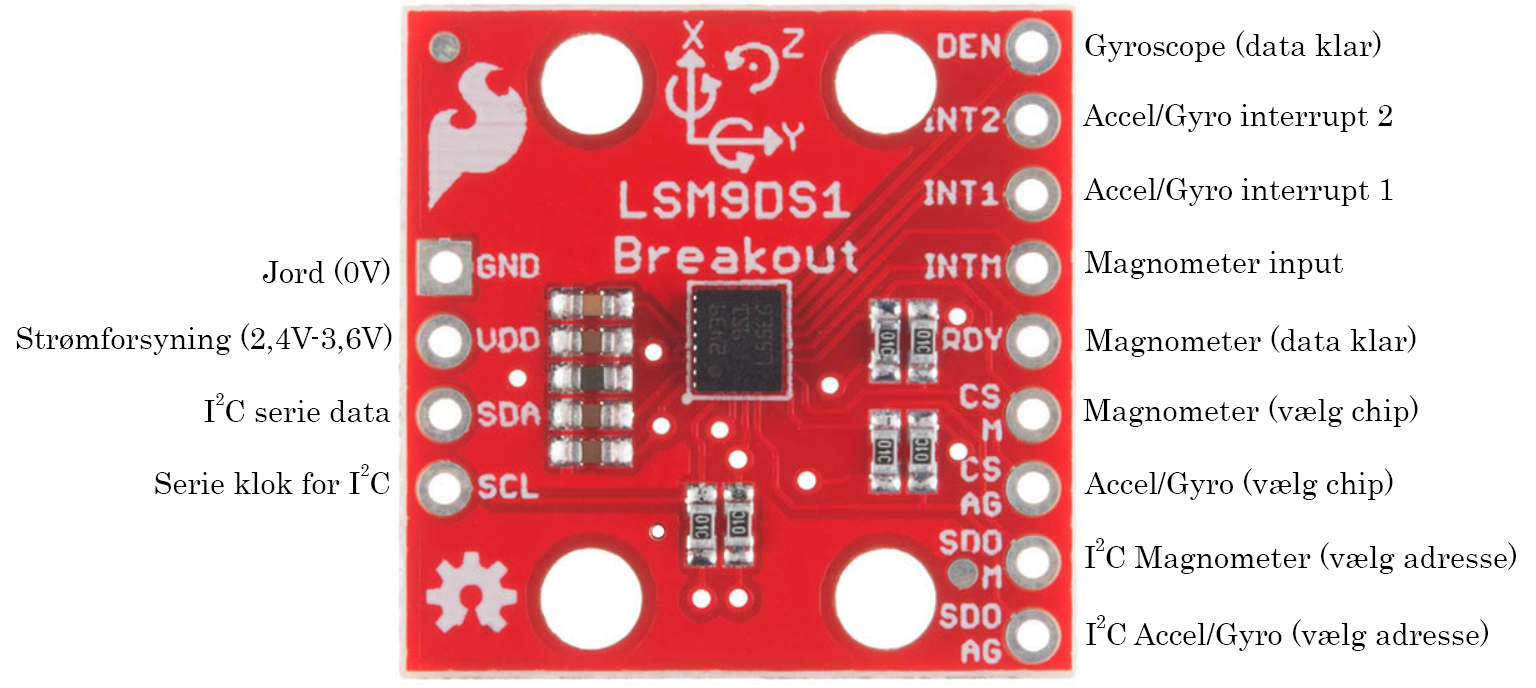 X
Z
Y
LSM9DS1
Breakout
Jord (0V)
GND
Strømforsyning (2,4V-3,6V)
VDD
I²C serie data
SDA
Serie klok for I²C
SCL
DEN
Gyroscope (data klar)
INT2
Accel/Gyro interrupt 2
INT1
Accel/Gyro interrupt 1
INTM
Magnometer input
RDY
Magnometer (data klar)
CS
M
Magnometer (vælg chip)
CS
AG
Accel/Gyro (vælg chip)
SDO
M
I²C Magnometer (vælg adresse)
SDO
AG
I²C Accel/Gyro (vælg adresse)